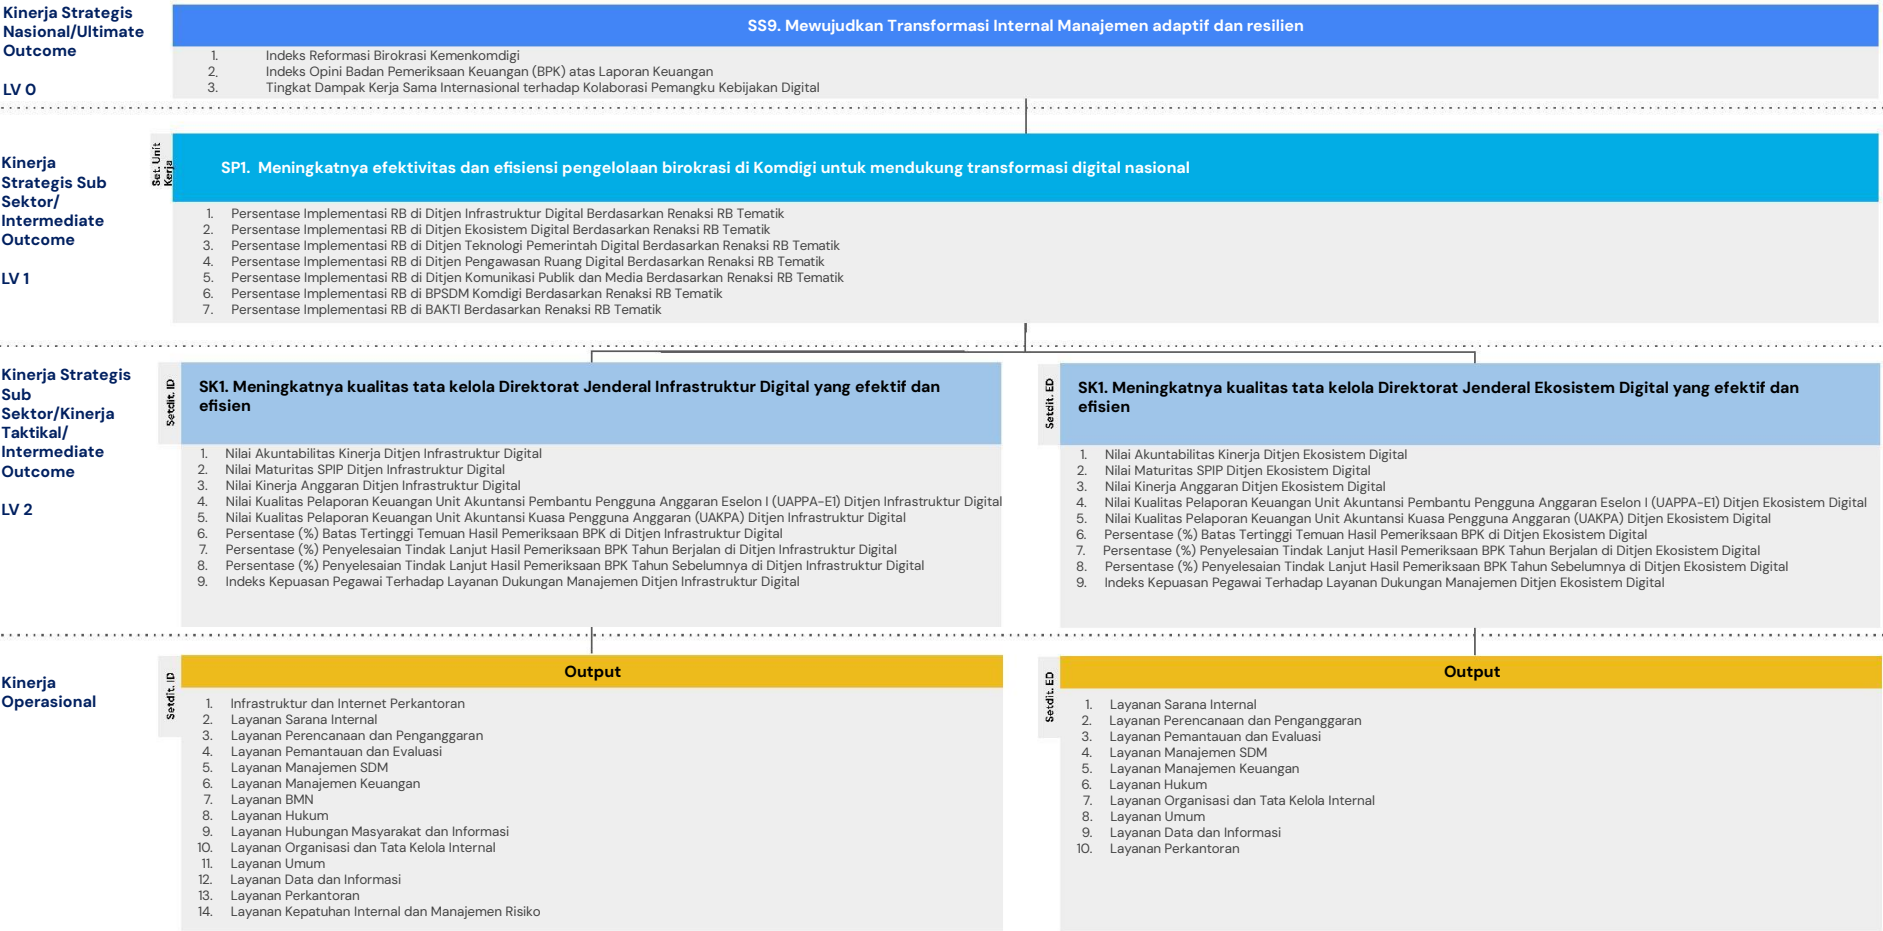 Kinerja Strategis
Nasional/Ultimate
Outcome
LV 0
SS9. Mewujudkan Transformasi Internal Manajemen adaptif dan resilien
1. Indeks Reformasi Birokrasi Kemenkomdigi
2. Indeks Opini Badan Pemeriksaan Keuangan (BPK) atas Laporan Keuangan
3. Tingkat Dampak Kerja Sama Internasional terhadap Kolaborasi Pemangku Kebijakan Digital
Kinerja
Strategis Sub
Sektor/
Intermediate
Outcome
LV 1
Set. Unit
Kerja
SP1. Meningkatnya efektivitas dan efisiensi pengelolaan birokrasi di Komdigi untuk mendukung transformasi digital nasional
1. Persentase Implementasi RB di Ditjen Infrastruktur Digital Berdasarkan Renaksi RB Tematik
2. Persentase Implementasi RB di Ditjen Ekosistem Digital Berdasarkan Renaksi RB Tematik
3. Persentase Implementasi RB di Ditjen Teknologi Pemerintah Digital Berdasarkan Renaksi RB Tematik
4. Persentase Implementasi RB di Ditjen Pengawasan Ruang Digital Berdasarkan Renaksi RB Tematik
5. Persentase Implementasi RB di Ditjen Komunikasi Publik dan Media Berdasarkan Renaksi RB Tematik
6. Persentase Implementasi RB di BPSDM Komdigi Berdasarkan Renaksi RB Tematik
7. Persentase Implementasi RB di BAKTI Berdasarkan Renaksi RB Tematik
Kinerja Strategis
Sub
Sektor/Kinerja
Taktikal/
Intermediate
Outcome
LV 2
Setdit. ID
SK1. Meningkatnya kualitas tata kelola Direktorat Jenderal Infrastruktur Digital yang efektif dan
efisien
1. Nilai Akuntabilitas Kinerja Ditjen Infrastruktur Digital
2. Nilai Maturitas SPIP Ditjen Infrastruktur Digital
3. Nilai Kinerja Anggaran Ditjen Infrastruktur Digital
4. Nilai Kualitas Pelaporan Keuangan Unit Akuntansi Pembantu Pengguna Anggaran Eselon I (UAPPA-E1) Ditjen Infrastruktur Digital
5. Nilai Kualitas Pelaporan Keuangan Unit Akuntansi Kuasa Pengguna Anggaran (UAKPA) Ditjen Infrastruktur Digital
6. Persentase (%) Batas Tertinggi Temuan Hasil Pemeriksaan BPK di Ditjen Infrastruktur Digital
7. Persentase (%) Penyelesaian Tindak Lanjut Hasil Pemeriksaan BPK Tahun Berjalan di Ditjen Infrastruktur Digital
8. Persentase (%) Penyelesaian Tindak Lanjut Hasil Pemeriksaan BPK Tahun Sebelumnya di Ditjen Infrastruktur Digital
9. Indeks Kepuasan Pegawai Terhadap Layanan Dukungan Manajemen Ditjen Infrastruktur Digital
Setdit. ED
SK1. Meningkatnya kualitas tata kelola Direktorat Jenderal Ekosistem Digital yang efektif dan
efisien
1. Nilai Akuntabilitas Kinerja Ditjen Ekosistem Digital
2. Nilai Maturitas SPIP Ditjen Ekosistem Digital
3. Nilai Kinerja Anggaran Ditjen Ekosistem Digital
4. Nilai Kualitas Pelaporan Keuangan Unit Akuntansi Pembantu Pengguna Anggaran Eselon I (UAPPA-E1) Ditjen Ekosistem Digital
5. Nilai Kualitas Pelaporan Keuangan Unit Akuntansi Kuasa Pengguna Anggaran (UAKPA) Ditjen Ekosistem Digital
6. Persentase (%) Batas Tertinggi Temuan Hasil Pemeriksaan BPK di Ditjen Ekosistem Digital
7. Persentase (%) Penyelesaian Tindak Lanjut Hasil Pemeriksaan BPK Tahun Berjalan di Ditjen Ekosistem Digital
8. Persentase (%) Penyelesaian Tindak Lanjut Hasil Pemeriksaan BPK Tahun Sebelumnya di Ditjen Ekosistem Digital
9. Indeks Kepuasan Pegawai Terhadap Layanan Dukungan Manajemen Ditjen Ekosistem Digital
Kinerja
Operasional
Setdit. ID
Output
1. Infrastruktur dan Internet Perkantoran
2. Layanan Sarana Internal
3. Layanan Perencanaan dan Penganggaran
4. Layanan Pemantauan dan Evaluasi
5. Layanan Manajemen SDM
6. Layanan Manajemen Keuangan
7. Layanan BMN
8. Layanan Hukum
9. Layanan Hubungan Masyarakat dan Informasi
10. Layanan Organisasi dan Tata Kelola Internal
11. Layanan Umum
12. Layanan Data dan Informasi
13. Layanan Perkantoran
14. Layanan Kepatuhan Internal dan Manajemen Risiko
Setdit. ED
Output
1. Layanan Sarana Internal
2. Layanan Perencanaan dan Penganggaran
3. Layanan Pemantauan dan Evaluasi
4. Layanan Manajemen SDM
5. Layanan Manajemen Keuangan
6. Layanan Hukum
7. Layanan Organisasi dan Tata Kelola Internal
8. Layanan Umum
9. Layanan Data dan Informasi
10. Layanan Perkantoran